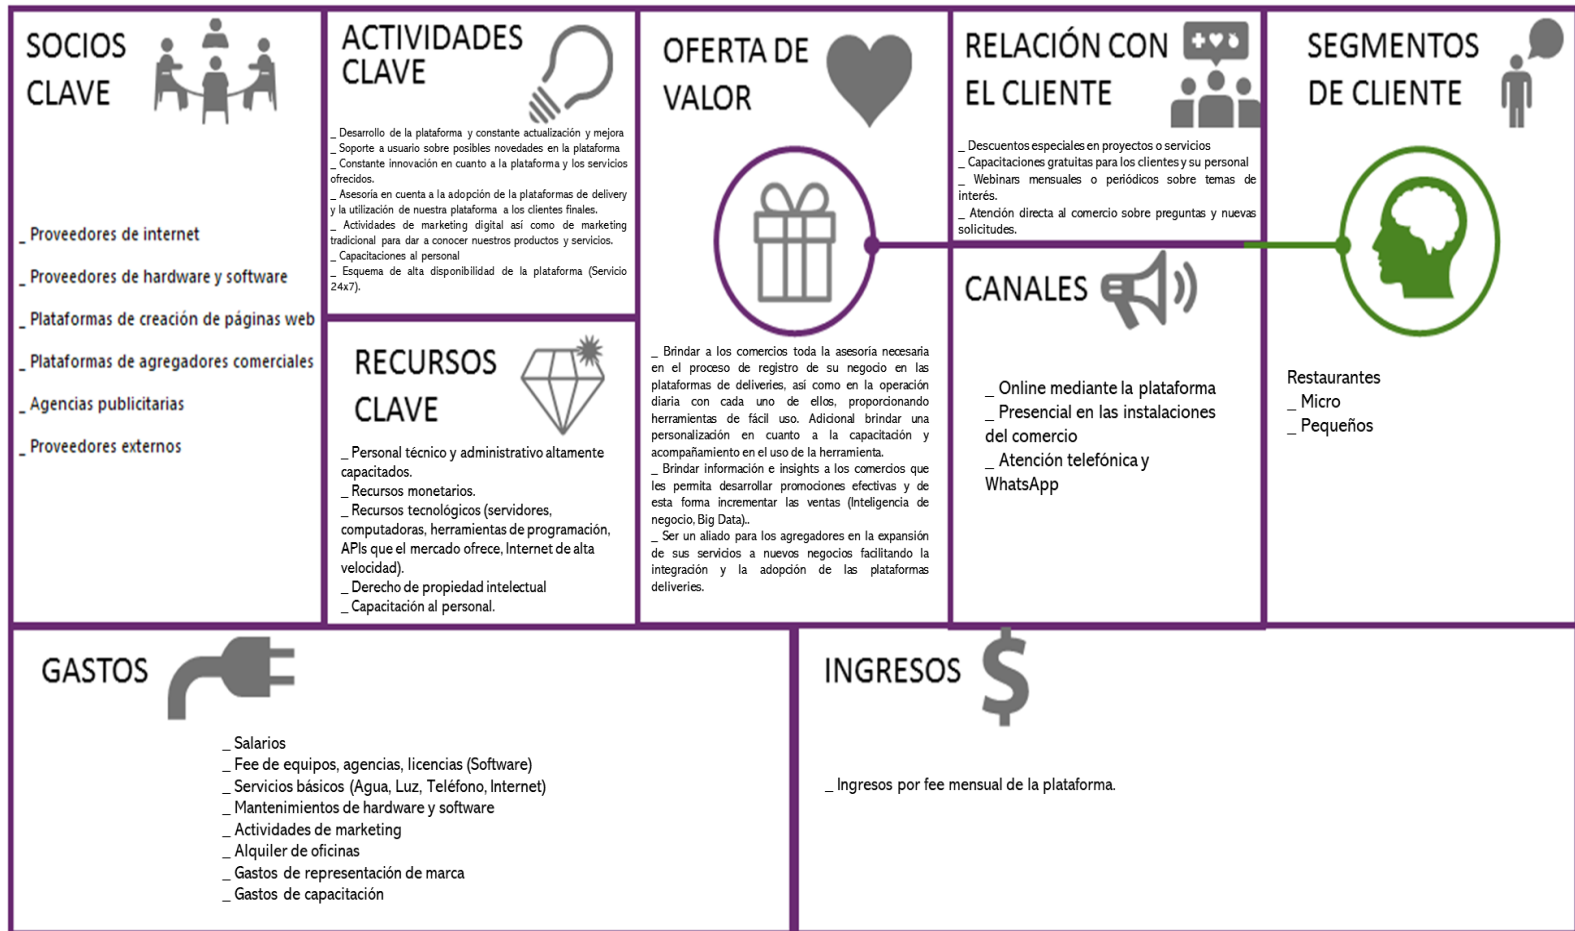 SOCIOS
CLAVE
_ Proveedores de internet
_ Proveedores de hardware y software
_ Plataformas de creación de páginas web
_ Plataformas de agregadores comerciales
_ Agencias publicitarias
_ Proveedores externos
ACTIVIDADES
CLAVE
_ Desarrollo de la plataforma y constante actualización y mejora
_ Soporte a usuario sobre posibles novedades en la plataforma
_ Constante innovación en cuanto a la plataforma y los servicios
ofrecidos.
_ Asesoría en cuenta a la adopción de la plataformas de delivery
y la utilización de nuestra plataforma a los clientes finales.
_ Actividades de marketing digital así como de marketing
tradicional para dar a conocer nuestros productos y servicios.
_ Capacitaciones al personal
_ Esquema de alta disponibilidad de la plataforma (Servicio
24x7).
RECURSOS
CLAVE
_ Personal técnico y administrativo altamente
capacitados.
_ Recursos monetarios.
_ Recursos tecnológicos (servidores,
computadoras, herramientas de programación,
APIs que el mercado ofrece, Internet de alta
velocidad).
_ Derecho de propiedad intelectual
_ Capacitación al personal.
OFERTA DE
VALOR
_ Brindar a los comercios toda la asesoría necesaria
en el proceso de registro de su negocio en las
plataformas de deliveries, así como en la operación
diaria con cada uno de ellos, proporcionando
herramientas de fácil uso. Adicional brindar una
personalización en cuanto a la capacitación y
acompañamiento en el uso de la herramienta.
_ Brindar información e insights a los comercios que
les permita desarrollar promociones efectivas y de
esta forma incrementar las ventas (Inteligencia de
negocio, Big Data)..
_ Ser un aliado para los agregadores en la expansión
de sus servicios a nuevos negocios facilitando la
integración y la adopción de las plataformas
deliveries.
RELACIÓN CON
EL CLIENTE
_ Descuentos especiales en proyectos o servicios
_ Capacitaciones gratuitas para los clientes y su personal
_ Webinars mensuales o periódicos sobre temas de
interés.
_ Atención directa al comercio sobre preguntas y nuevas
solicitudes.
CANALES
_ Online mediante la plataforma
_ Presencial en las instalaciones
del comercio
_ Atención telefónica y
WhatsApp
SEGMENTOS
DE CLIENTE
Restaurantes
_ Micro
_ Pequeños
GASTOS
_ Salarios
_ Fee de equipos, agencias, licencias (Software)
_ Servicios básicos (Agua, Luz, Teléfono, Internet)
_ Mantenimientos de hardware y software
_ Actividades de marketing
_ Alquiler de oficinas
_ Gastos de representación de marca
_ Gastos de capacitación
INGRESOS
_ Ingresos por fee mensual de la plataforma.